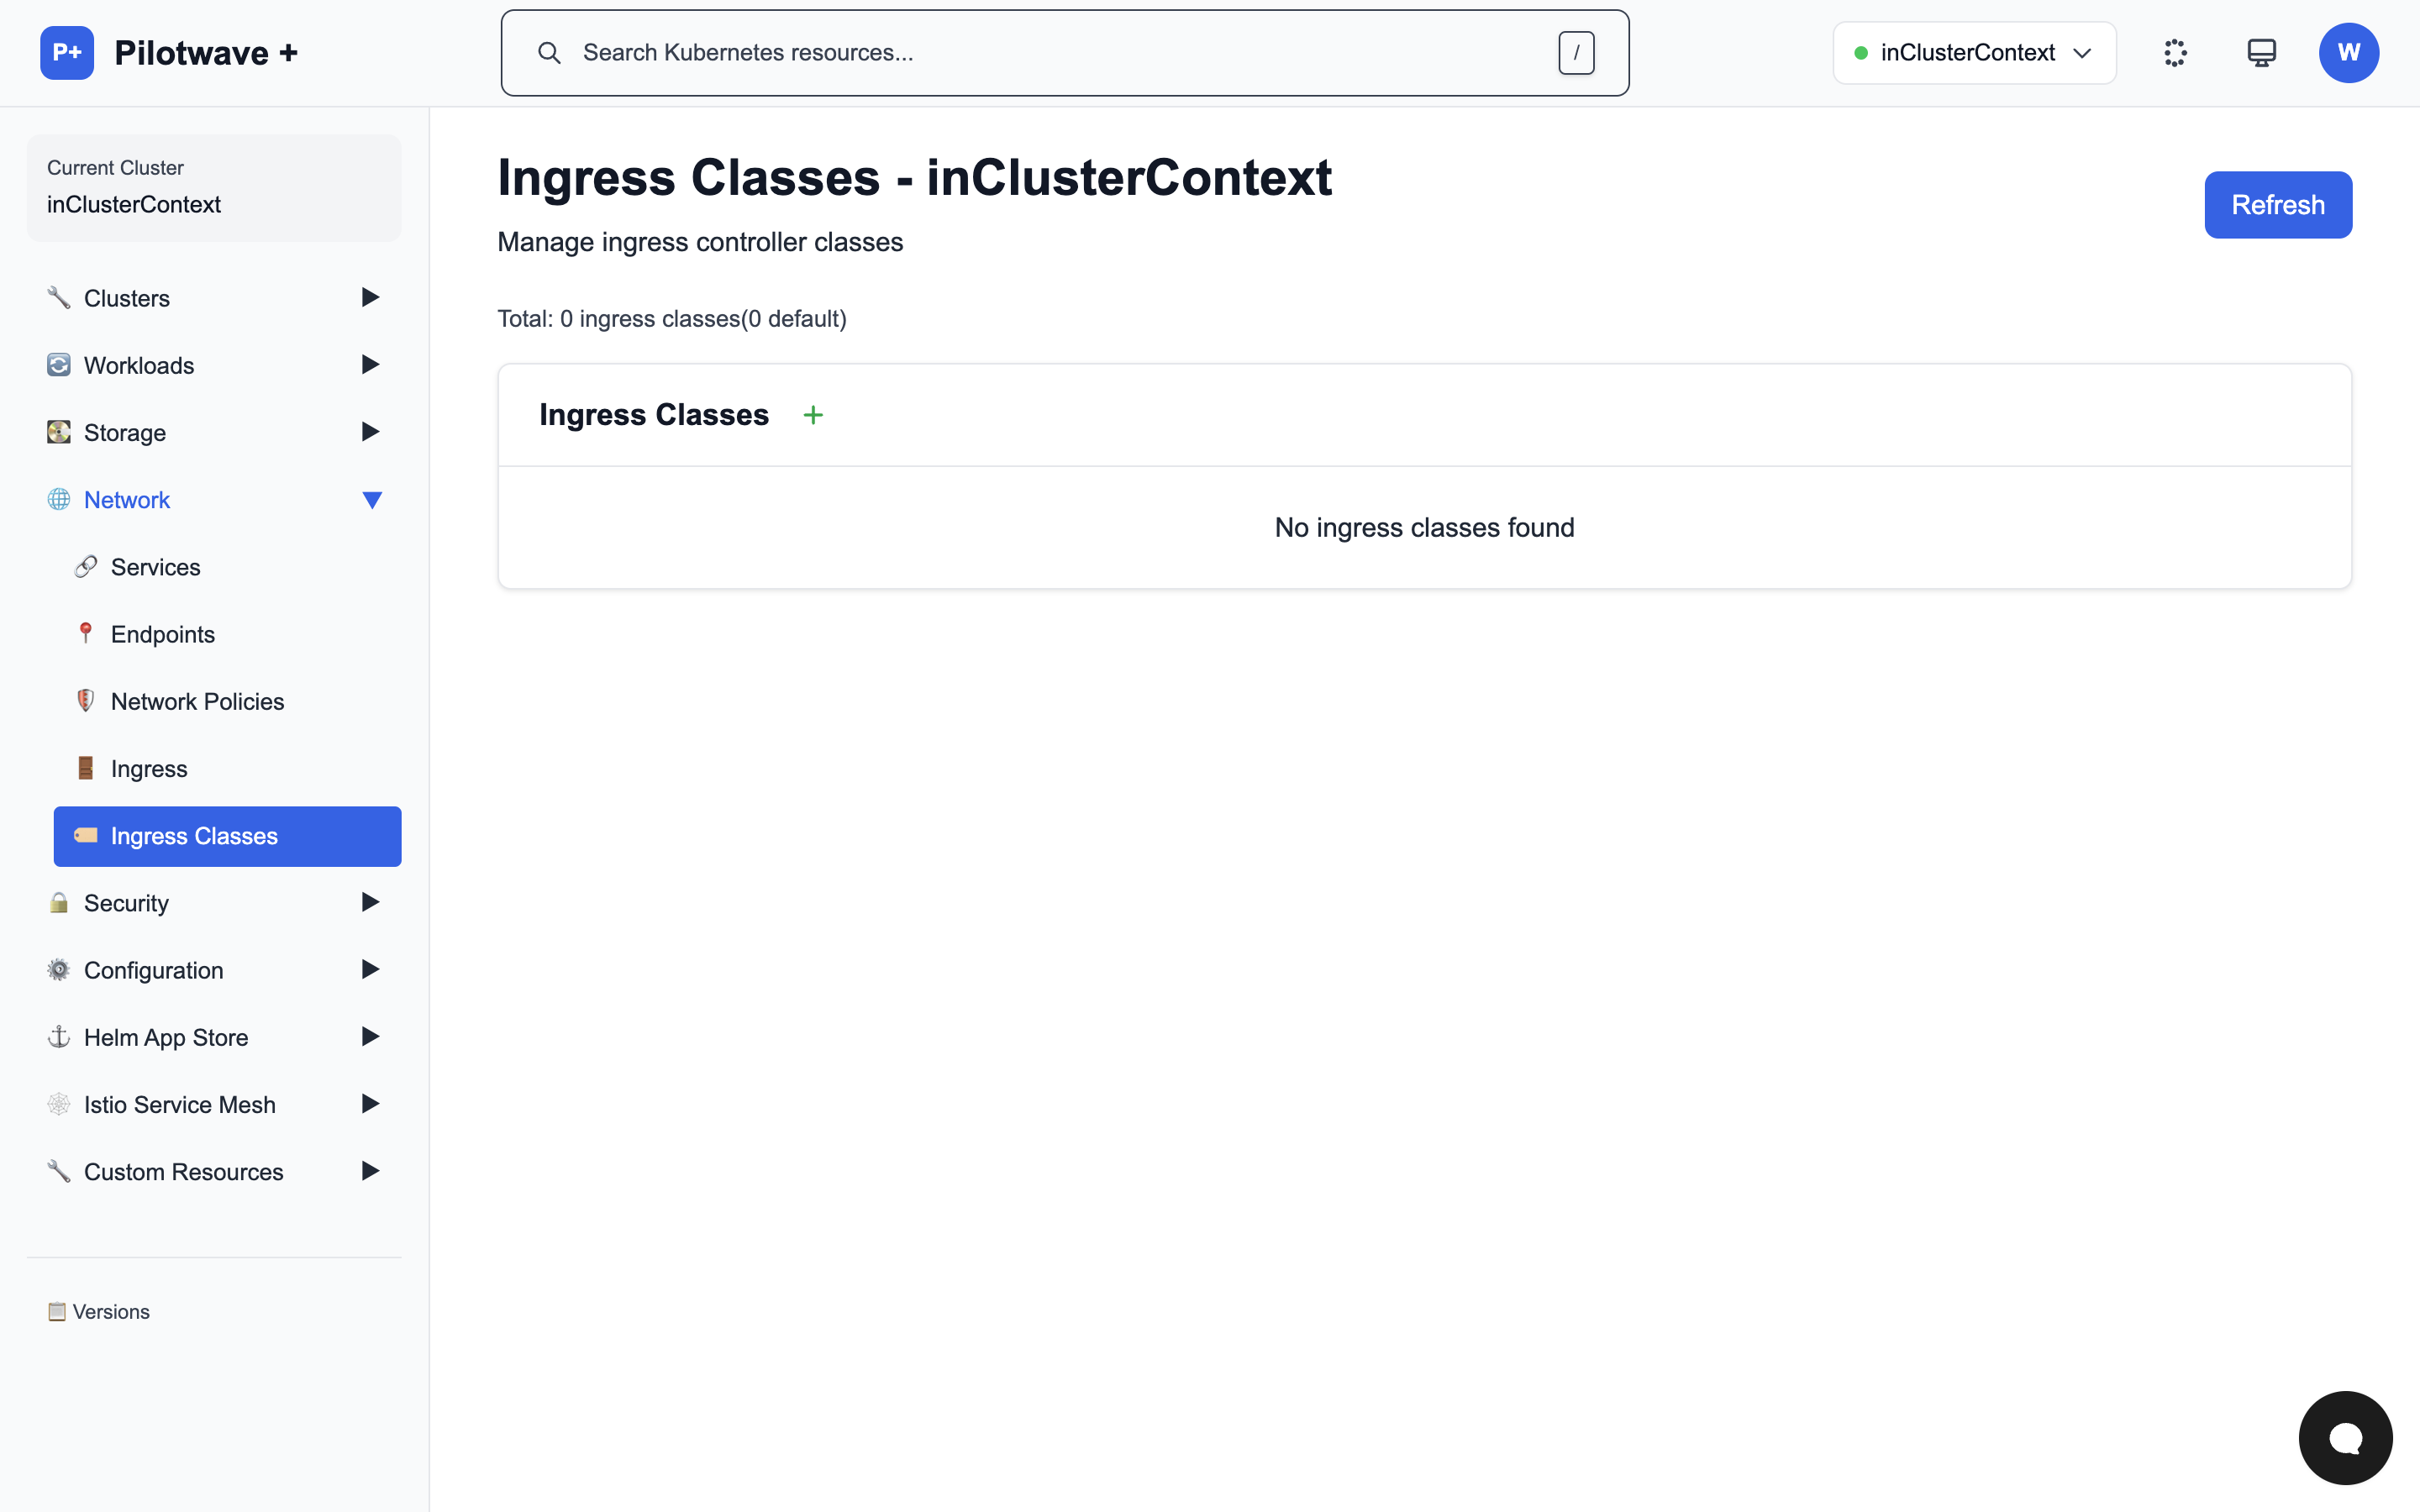 P+ Pilotwave +
Search Kubernetes resources... /
inClusterContext
W
Current Cluster
inClusterContext
Clusters
Workloads
Storage
Network
Services
Endpoints
Network Policies
Ingress
Ingress Classes
Security
Configuration
Helm App Store
Istio Service Mesh
Custom Resources
Versions
Ingress Classes - inClusterContext
Manage ingress controller classes
Refresh
Total: 0 ingress classes(0 default)
Ingress Classes +
No ingress classes found